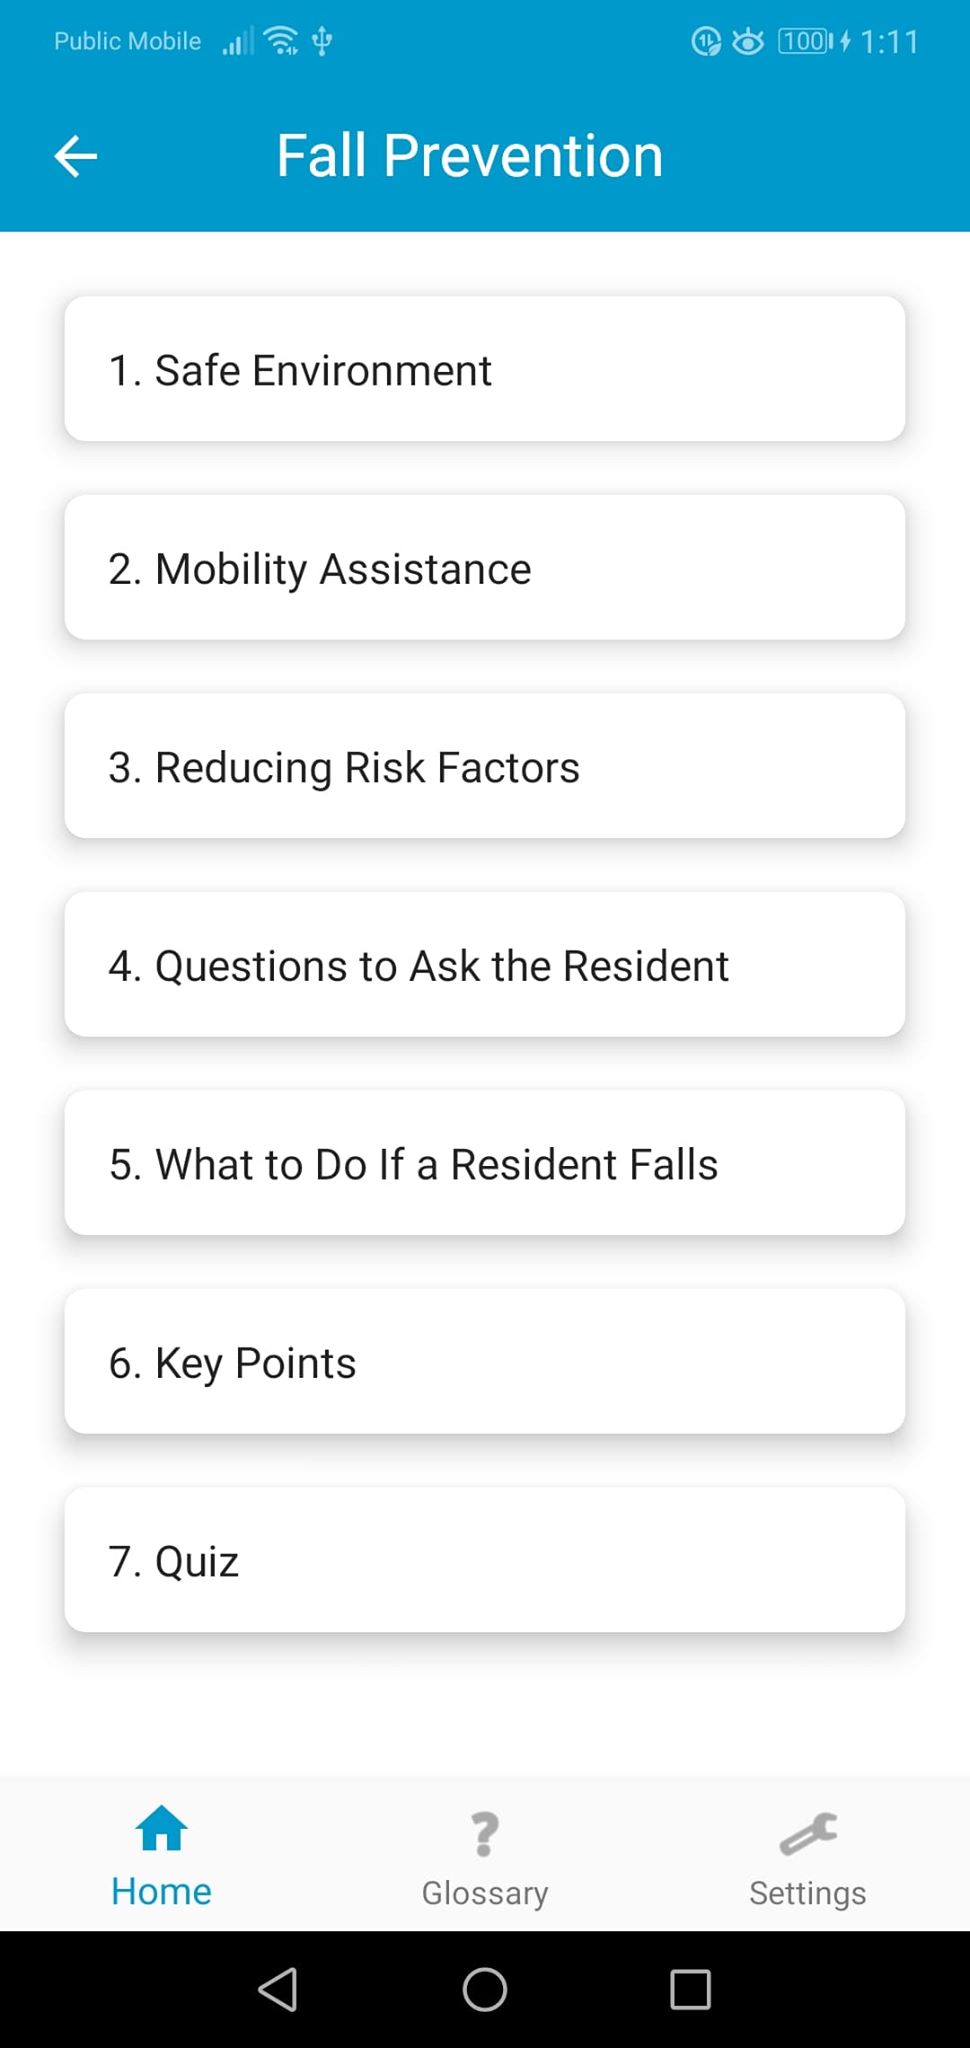 Public Mobile 100 1:11
Fall Prevention
1. Safe Environment
2. Mobility Assistance
3. Reducing Risk Factors
4. Questions to Ask the Resident
5. What to Do If a Resident Falls
6. Key Points
7. Quiz
Home Glossary Settings